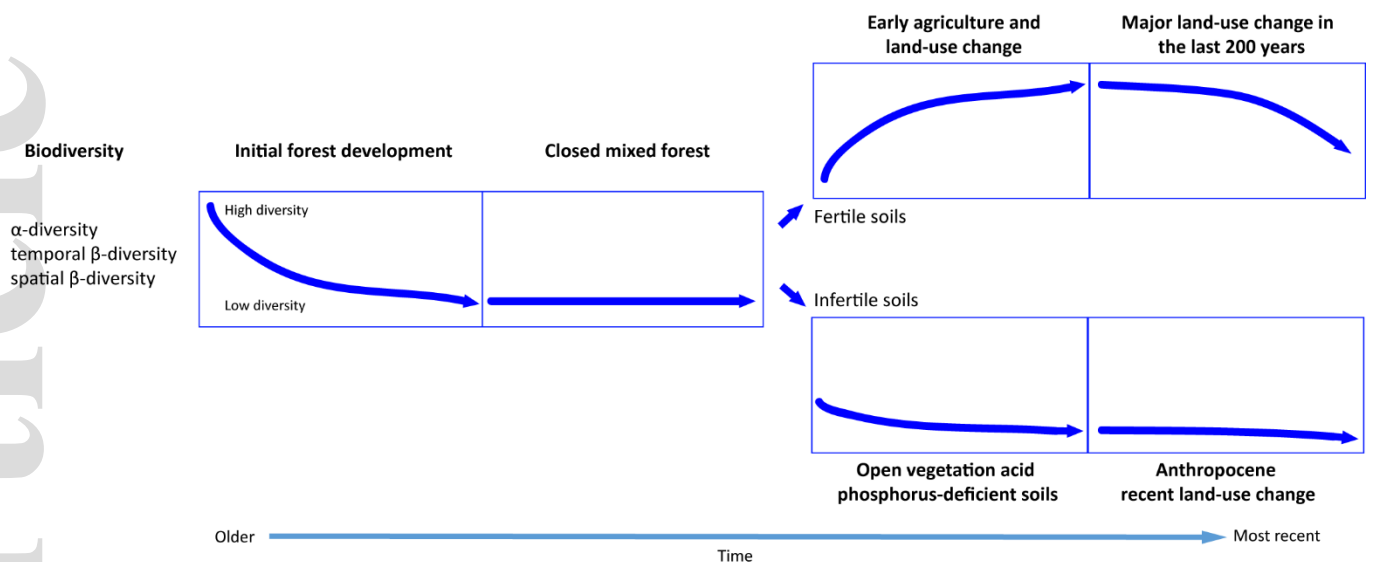 Early agriculture and
land-use change
Major land-use change in
the last 200 years
Biodiversity
Initial forest development
Closed mixed forest
High diversity
α-diversity
temporal β-diversity
spatial β-diversity
Low diversity
Fertile soils
Infertile soils
Open vegetation acid
phosphorus-deficient soils
Anthropocene
recent land-use change
Older
Most recent
Time